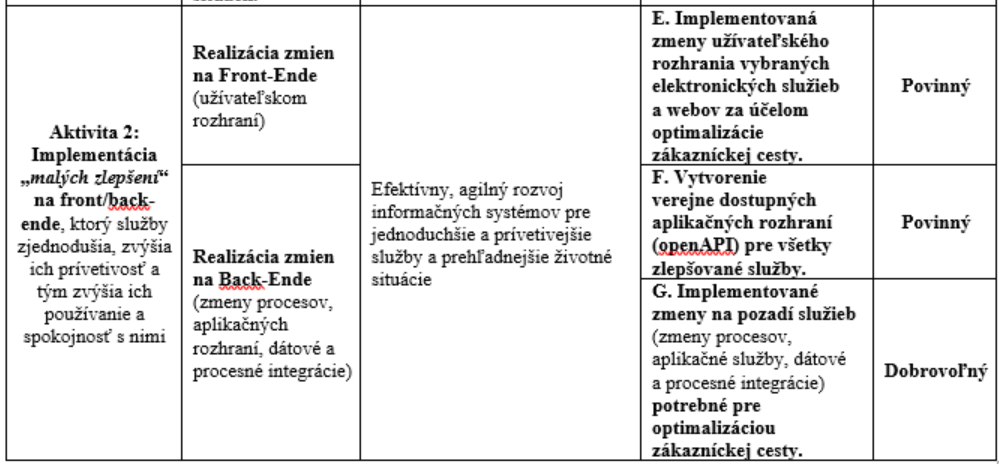 Aktivita 2:
Implementácia
„malých zlepšení“
na front/back-
ende, ktorý služby
zjednodušia, zvýšia
ich prívetivosť a
tým zvýšia ich
používanie a
spokojnosť s nimi
Realizácia zmien
na Front-Ende
(užívateľskom
rozhraní)
Realizácia zmien
na Back-Ende
(zmeny procesov,
aplikačných
rozhraní, dátové a
procesné integrácie)
Efektívny, agilný rozvoj
informačných systémov pre
jednoduchšie a prívetivejšie
služby a prehľadnejšie životné
situácie
E. Implementovaná
zmeny užívateľského
rozhrania vybraných
elektronických služieb
a webov za účelom
optimalizácie
zákazníckej cesty.
Povinný
F. Vytvorenie
verejne dostupných
aplikačných rozhraní
(openAPI) pre všetky
zlepšované služby.
Povinný
G. Implementované
zmeny na pozadí služieb
(zmeny procesov,
aplikačné služby, dátové
a procesné integrácie)
potrebné pre
optimalizáciou
zákazníckej cesty.
Dobrovoľný